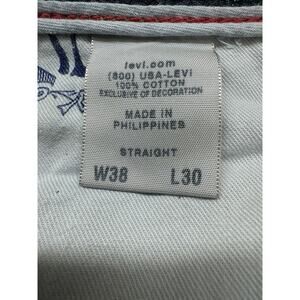 levi.com
(800) USA-LEVI
100% COTTON
EXCLUSIVE OF DECORATION
MADE IN
PHILIPPINES
STRAIGHT
W38 L30